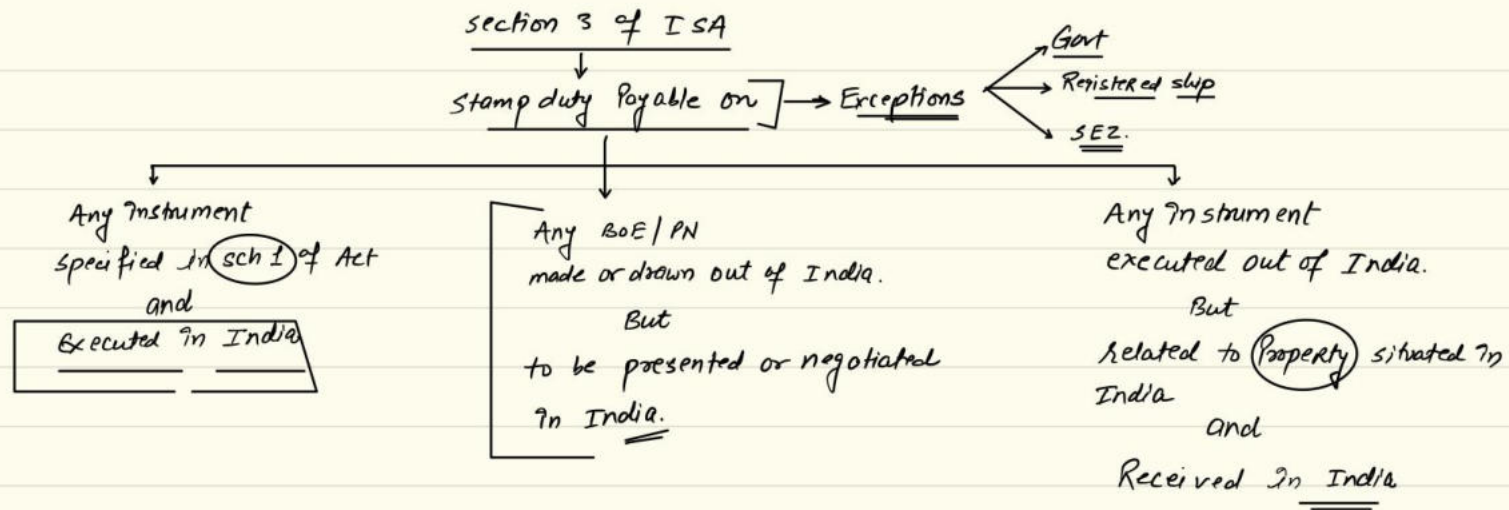 section 3 of ISA
Stamp duty Payable on → Exceptions
Govt
Registered ship
SEZ.
Any Instrument
specified in sch 1 of Act
and
Executed in India
Any BOE/PN
made or drawn out of India.
But
to be presented or negotiated
in India.
Any Instrument
executed out of India.
But
related to Property situated in
India
and
Received in India